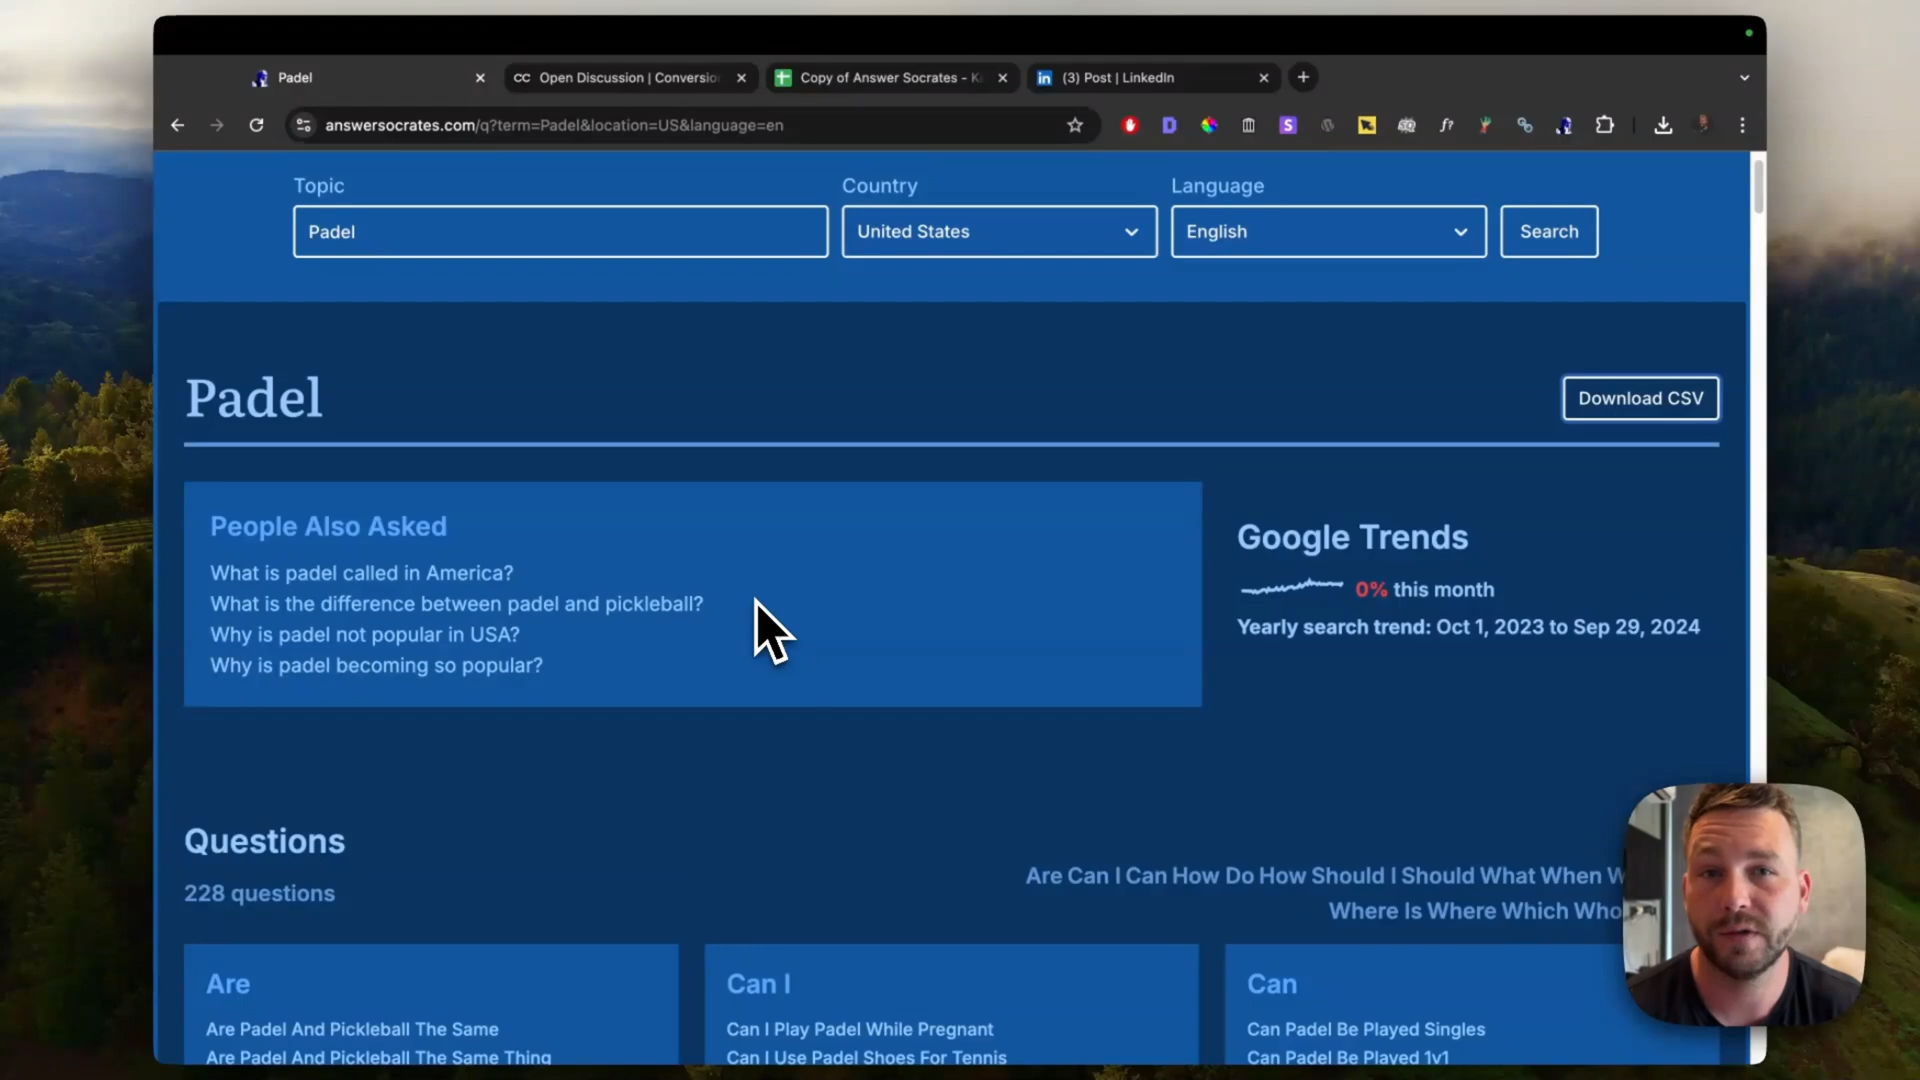 Padel
CC Open Discussion | Conversio
Copy of Answer Socrates - K
(3) Post | LinkedIn
answersocrates.com/q?term=Padel&location=US&language=en
Topic
Country
Language
Padel
United States
English
Search
Padel
Download CSV
People Also Asked
What is padel called in America?
What is the difference between padel and pickleball?
Why is padel not popular in USA?
Why is padel becoming so popular?
Google Trends
0% this month
Yearly search trend: Oct 1, 2023 to Sep 29, 2024
Questions
228 questions
Are Can I Can How Do How Should I Should What When W
Where Is Where Which Who
Are
Are Padel And Pickleball The Same
Are Padel And Pickleball The Same Thing
Can I
Can I Play Padel While Pregnant
Can I Use Padel Shoes For Tennis
Can
Can Padel Be Played Singles
Can Padel Be Played 1v1